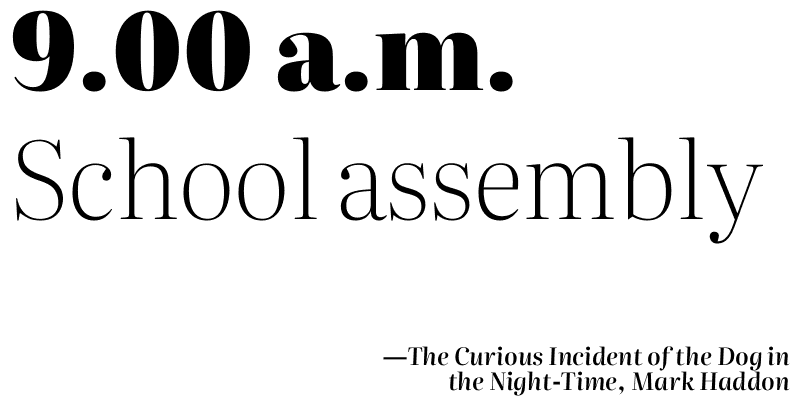 9.00 a.m.
School assembly
—The Curious Incident of the Dog in
the Night-Time, Mark Haddon